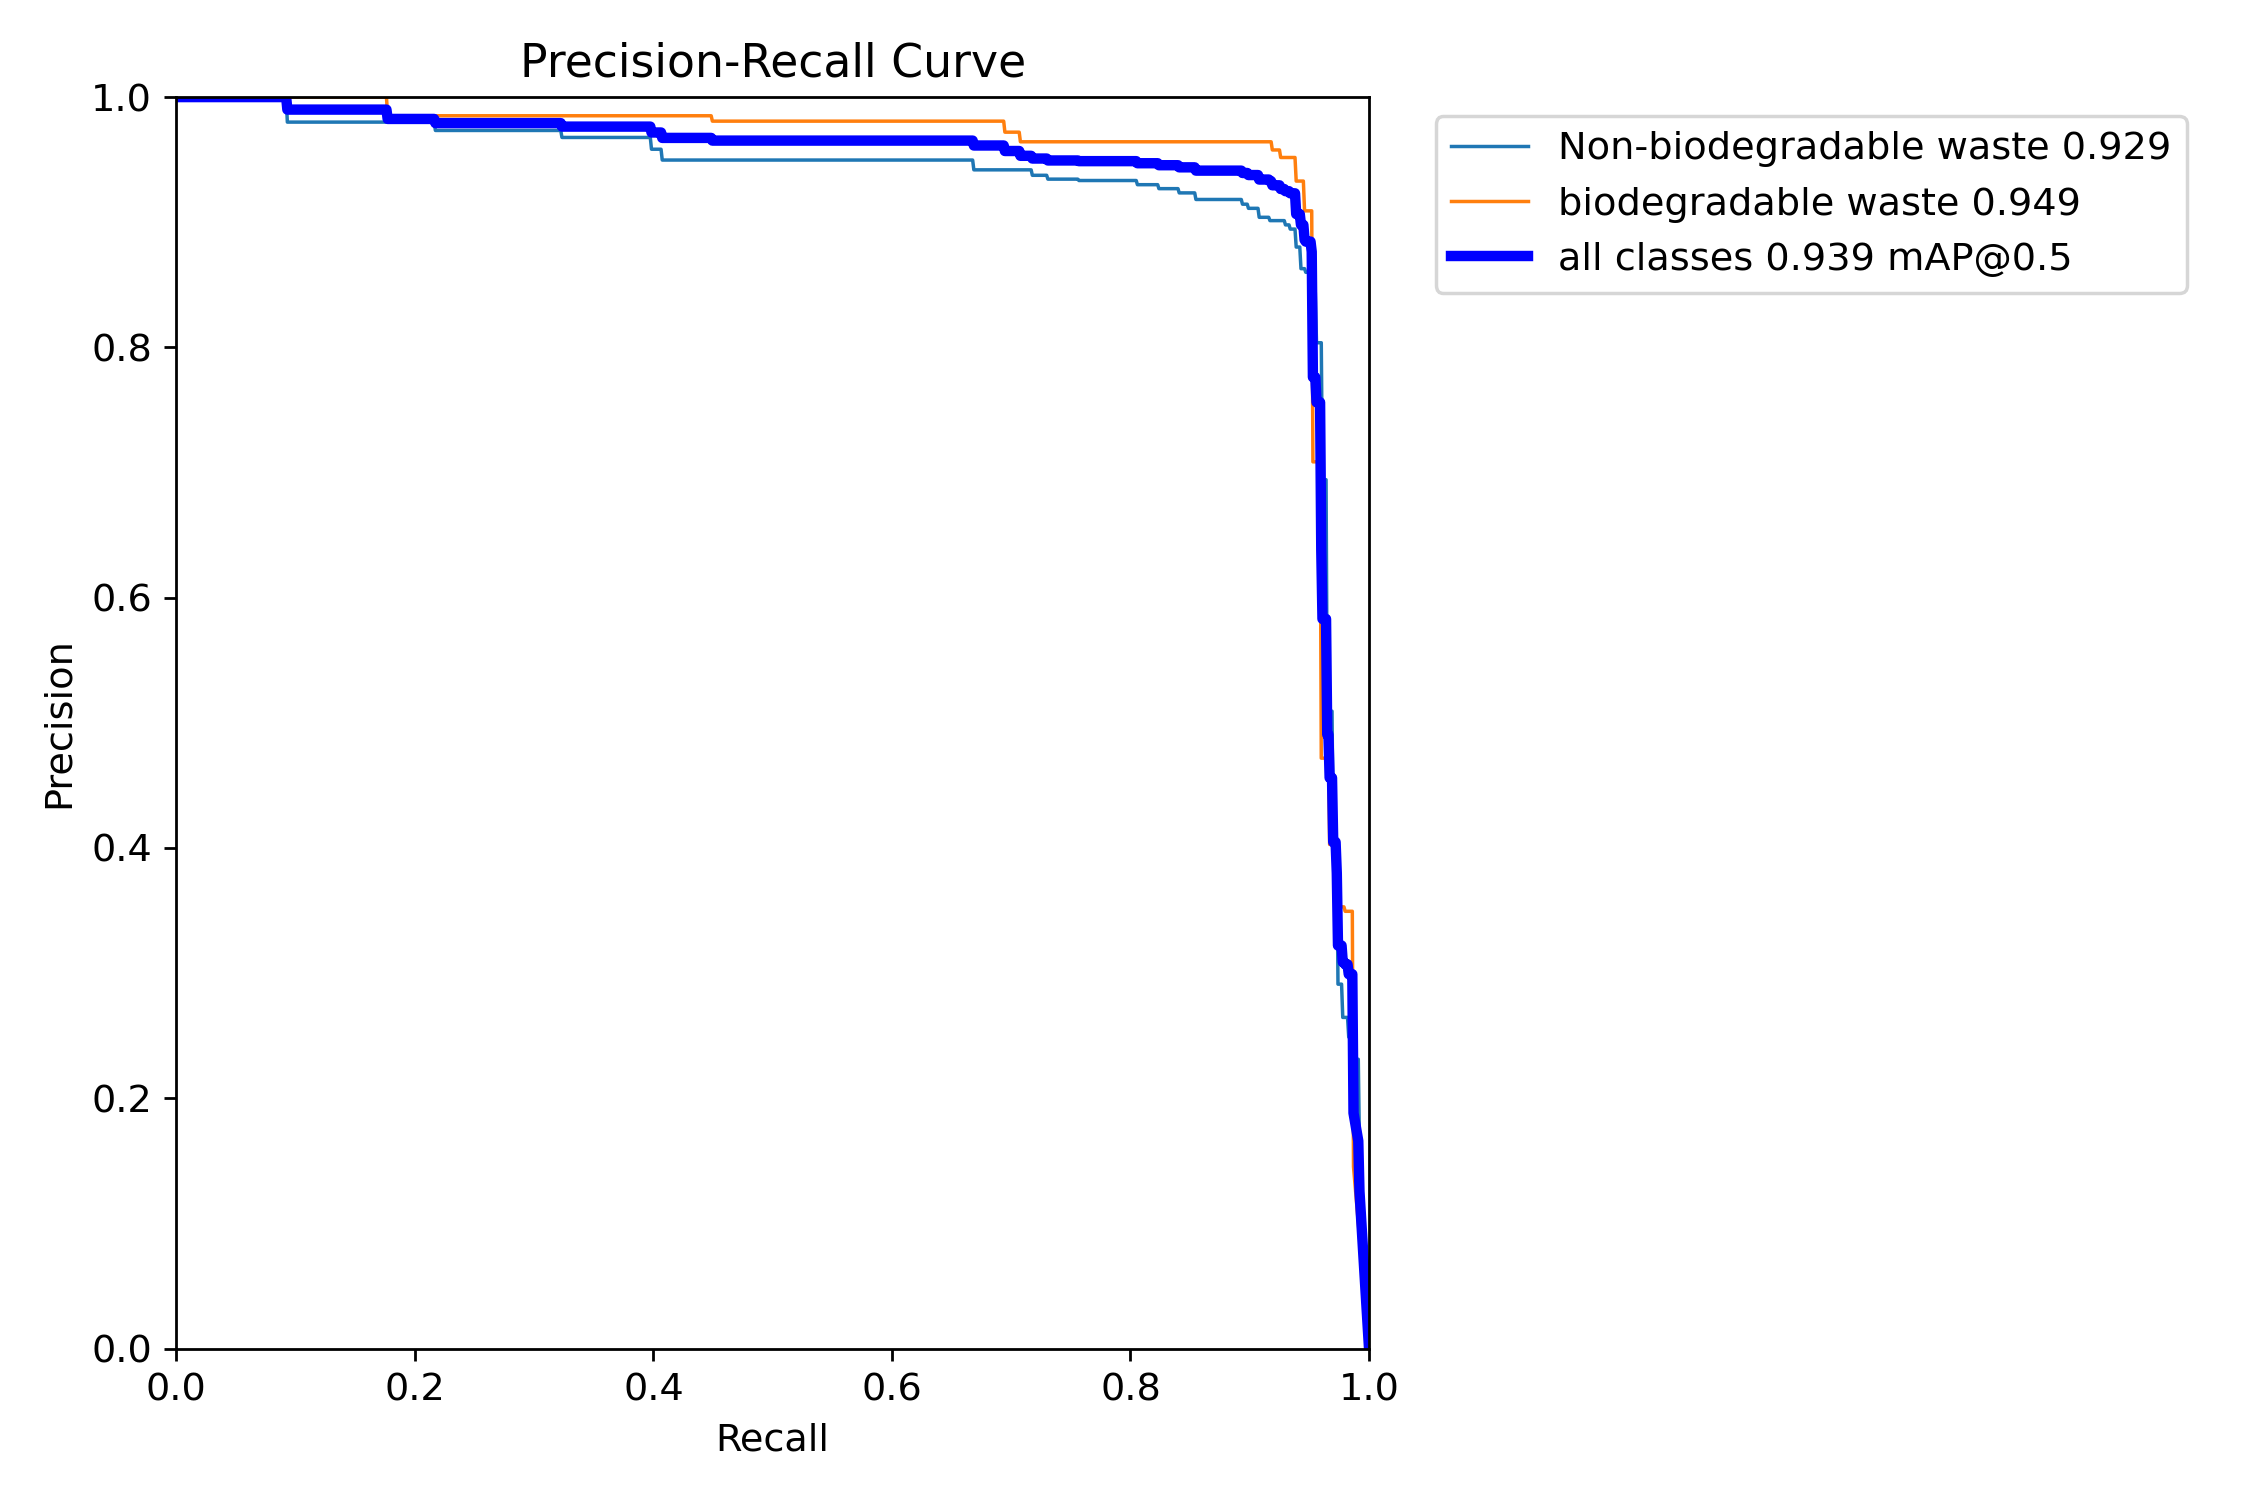 Precision-Recall Curve
1.0
0.8
0.6
0.4
0.2
0.0
Precision
0.0 0.2 0.4 0.6 0.8 1.0
Recall
Non-biodegradable waste 0.929
biodegradable waste 0.949
all classes 0.939 mAP@0.5